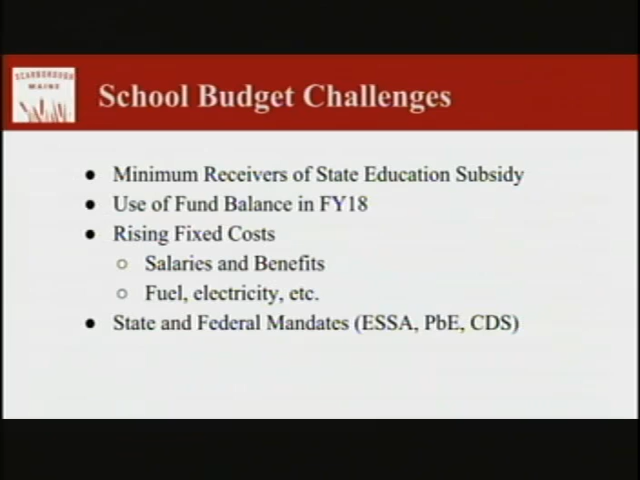 SCARBOROUGH
MAINE
School Budget Challenges
● Minimum Receivers of State Education Subsidy
● Use of Fund Balance in FY18
● Rising Fixed Costs
○ Salaries and Benefits
○ Fuel, electricity, etc.
● State and Federal Mandates (ESSA, PbE, CDS)